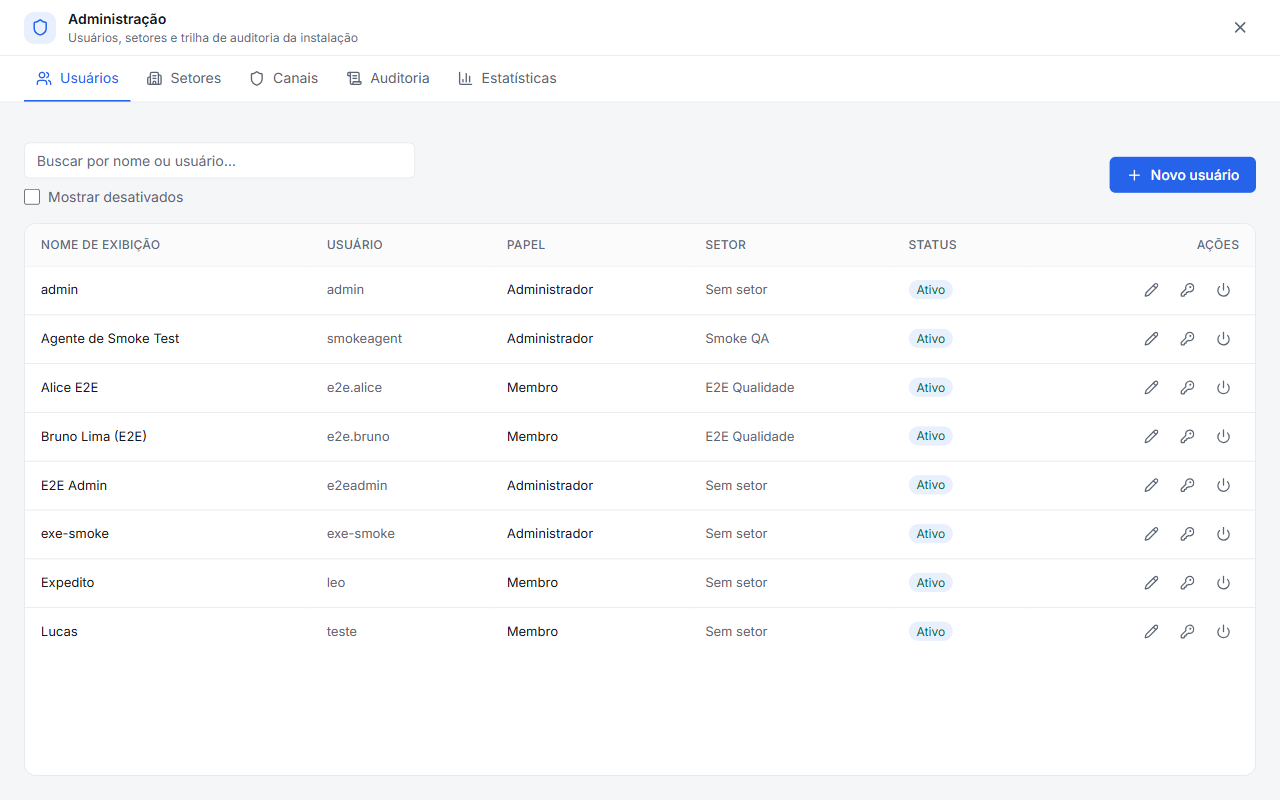 Administração
Usuários, setores e trilha de auditoria da instalação
Usuários Setores Canais Auditoria Estatísticas
Buscar por nome ou usuário...
Mostrar desativados
Novo usuário
NOME DE EXIBIÇÃO USUÁRIO PAPEL SETOR STATUS AÇÕES
admin admin Administrador Sem setor Ativo
Agente de Smoke Test smokeagent Administrador Smoke QA Ativo
Alice E2E e2e.alice Membro E2E Qualidade Ativo
Bruno Lima (E2E) e2e.bruno Membro E2E Qualidade Ativo
E2E Admin e2eadmin Administrador Sem setor Ativo
exe-smoke exe-smoke Administrador Sem setor Ativo
Expedito leo Membro Sem setor Ativo
Lucas teste Membro Sem setor Ativo